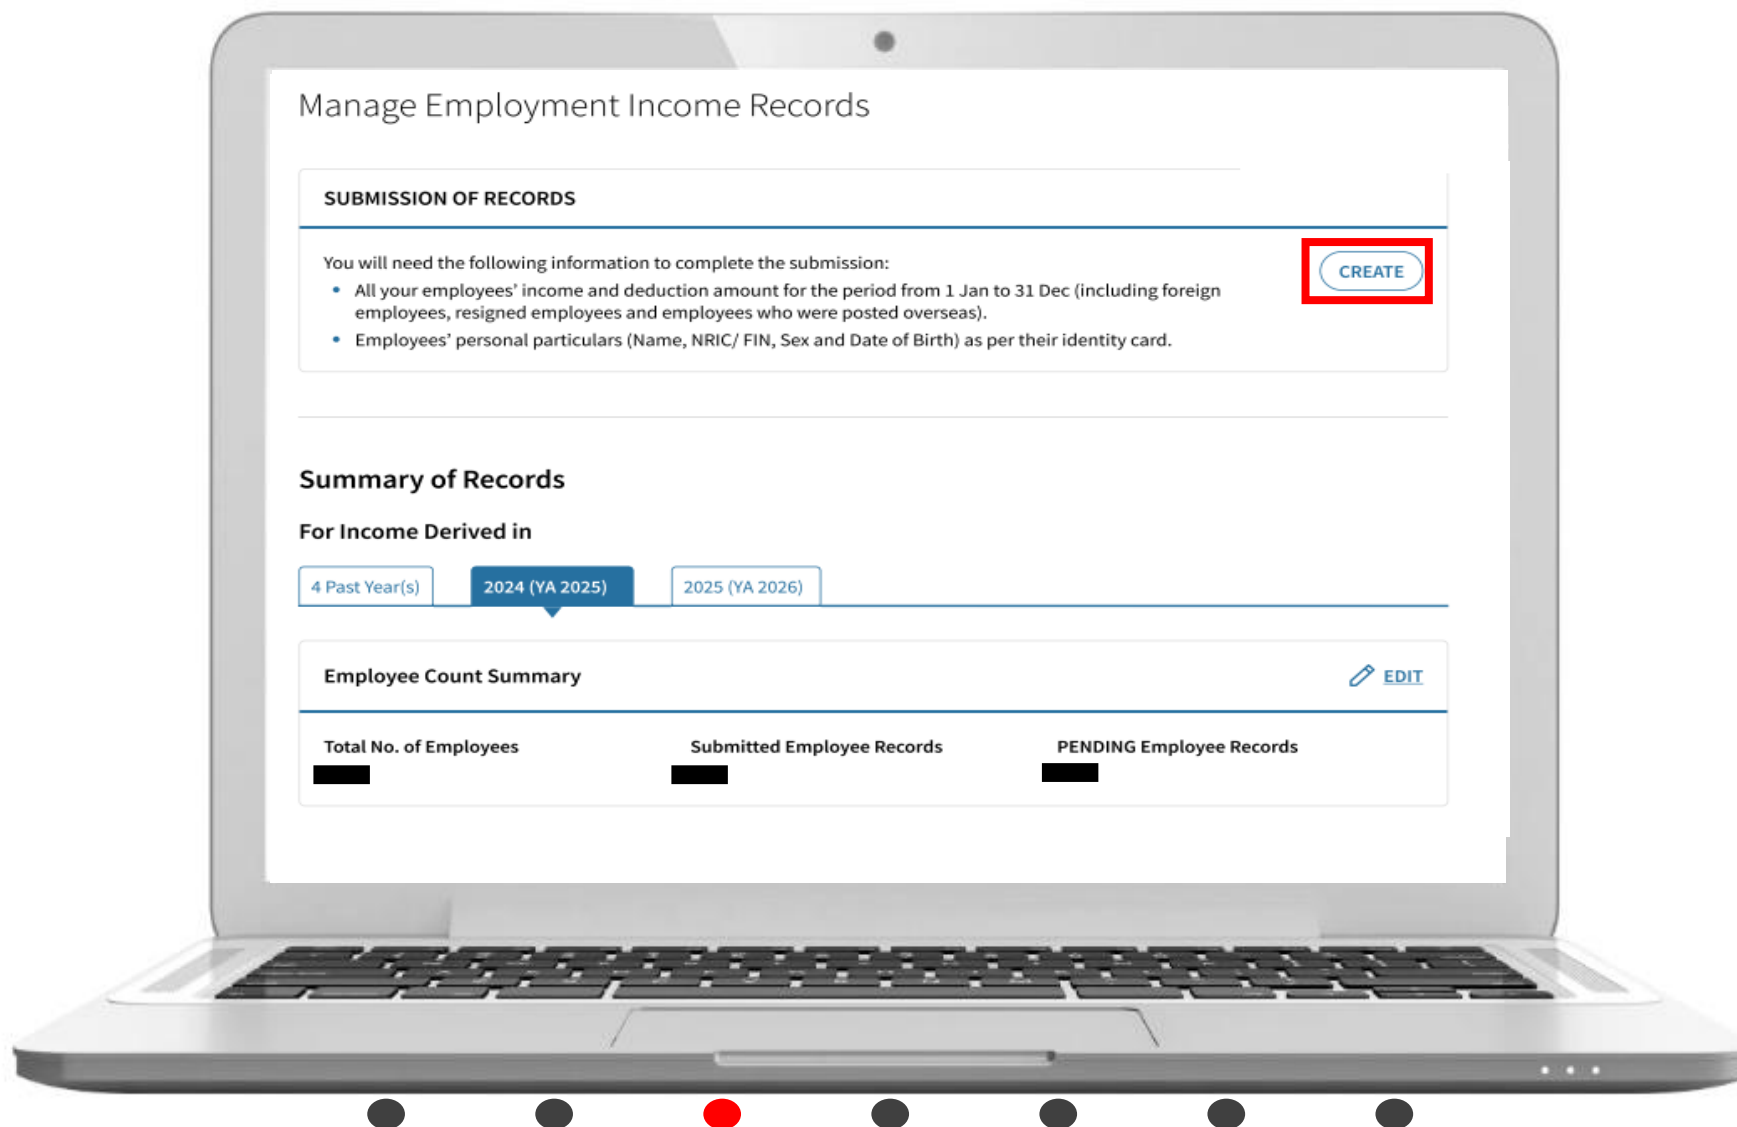 Manage Employment Income Records
SUBMISSION OF RECORDS
You will need the following information to complete the submission:
• All your employees' income and deduction amount for the period from 1 Jan to 31 Dec (including foreign
employees, resigned employees and employees who were posted overseas).
• Employees' personal particulars (Name, NRIC/ FIN, Sex and Date of Birth) as per their identity card.
CREATE
Summary of Records
For Income Derived in
4 Past Year(s)
2024 (YA 2025)
2025 (YA 2026)
Employee Count Summary
EDIT
Total No. of Employees
Submitted Employee Records
PENDING Employee Records